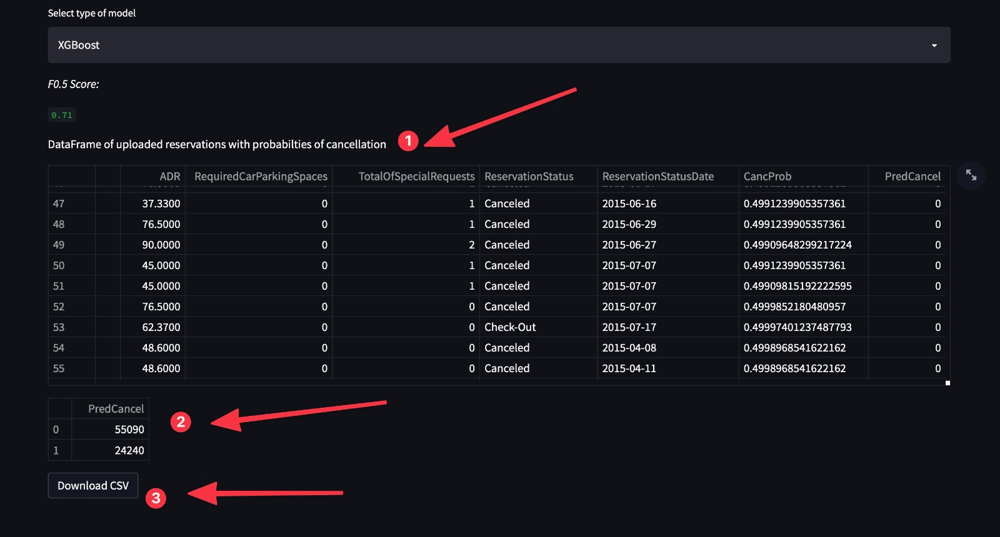 Select type of model
XGBoost
F0.5 Score:
0.71
DataFrame of uploaded reservations with probabilties of cancellation 1
ADR RequiredCarParkingSpaces TotalOfSpecialRequests ReservationStatus ReservationStatusDate CancProb PredCancel
47 37.3300 0 1 Canceled 2015-06-16 0.4991239905357361 0
48 76.5000 0 1 Canceled 2015-06-29 0.4991239905357361 0
49 90.0000 0 2 Canceled 2015-06-27 0.49909648299217224 0
50 45.0000 0 1 Canceled 2015-07-07 0.4991239905357361 0
51 45.0000 0 1 Canceled 2015-07-07 0.49909815192222595 0
52 76.5000 0 0 Canceled 2015-07-07 0.4999852180480957 0
53 62.3700 0 0 Check-Out 2015-07-17 0.49997401237487793 0
54 48.6000 0 0 Canceled 2015-04-08 0.4998968541622162 0
55 48.6000 0 0 Canceled 2015-04-11 0.4998968541622162 0
PredCancel
2
0 55090
1 24240
Download CSV 3